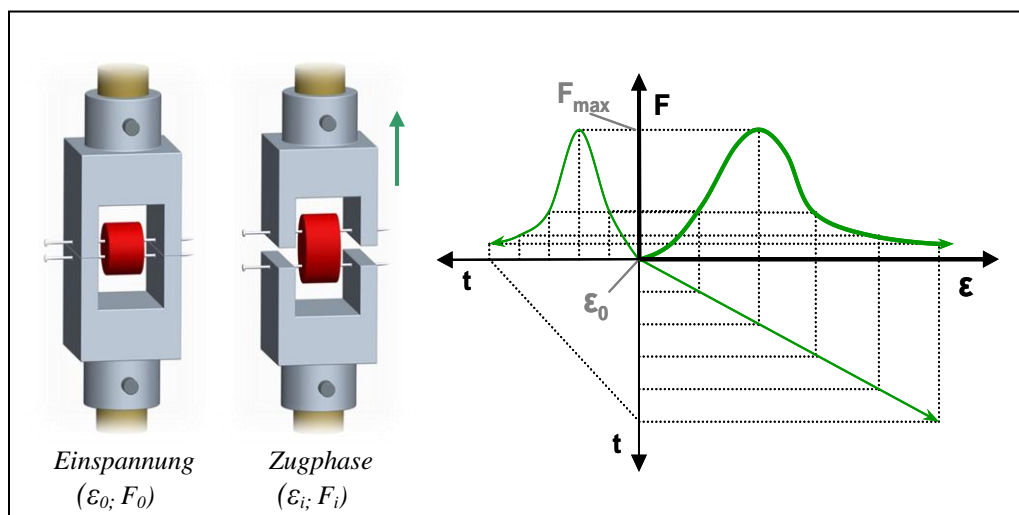 Einspannung
(ε0; F0)
Zugphase
(εi; Fi)
Fmax
F
t
ε
ε0
t